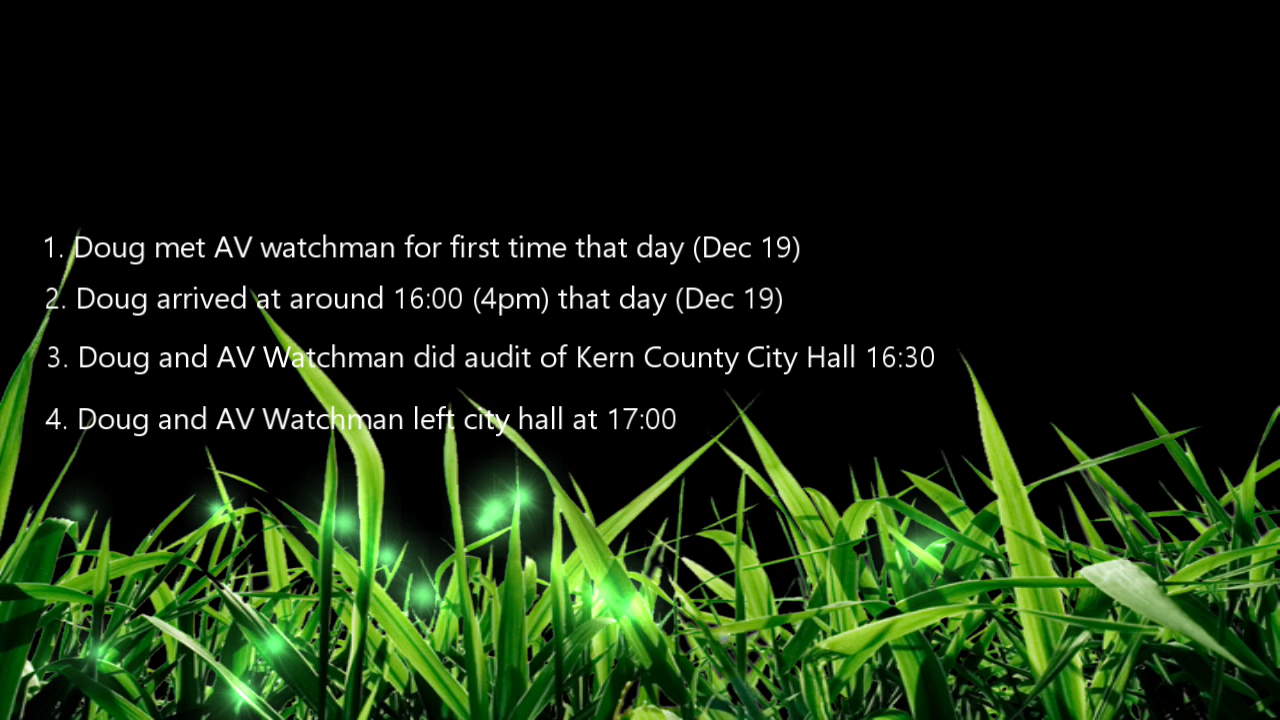 1. Doug met AV watchman for first time that day (Dec 19)
2. Doug arrived at around 16:00 (4pm) that day (Dec 19)
3. Doug and AV Watchman did audit of Kern County City Hall 16:30
4. Doug and AV Watchman left city hall at 17:00